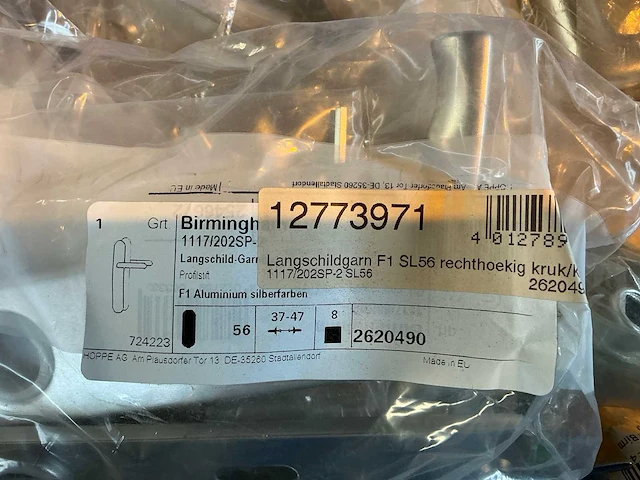 Made in EU
1 Grt Birmingh
1117/202SP-
Langschild-Garn
Profilstift
F1 Aluminium silberfarben
724223
56 37-47 8 2620490
HOPPE AG Am Plausdorfer Tor 13 DE-35260 Stadtallendorf
Made in EU
12773971
4 012789
Langschildgarn F1 SL56 rechthoekig kruk/k
1117/202SP-2 SL56
262049